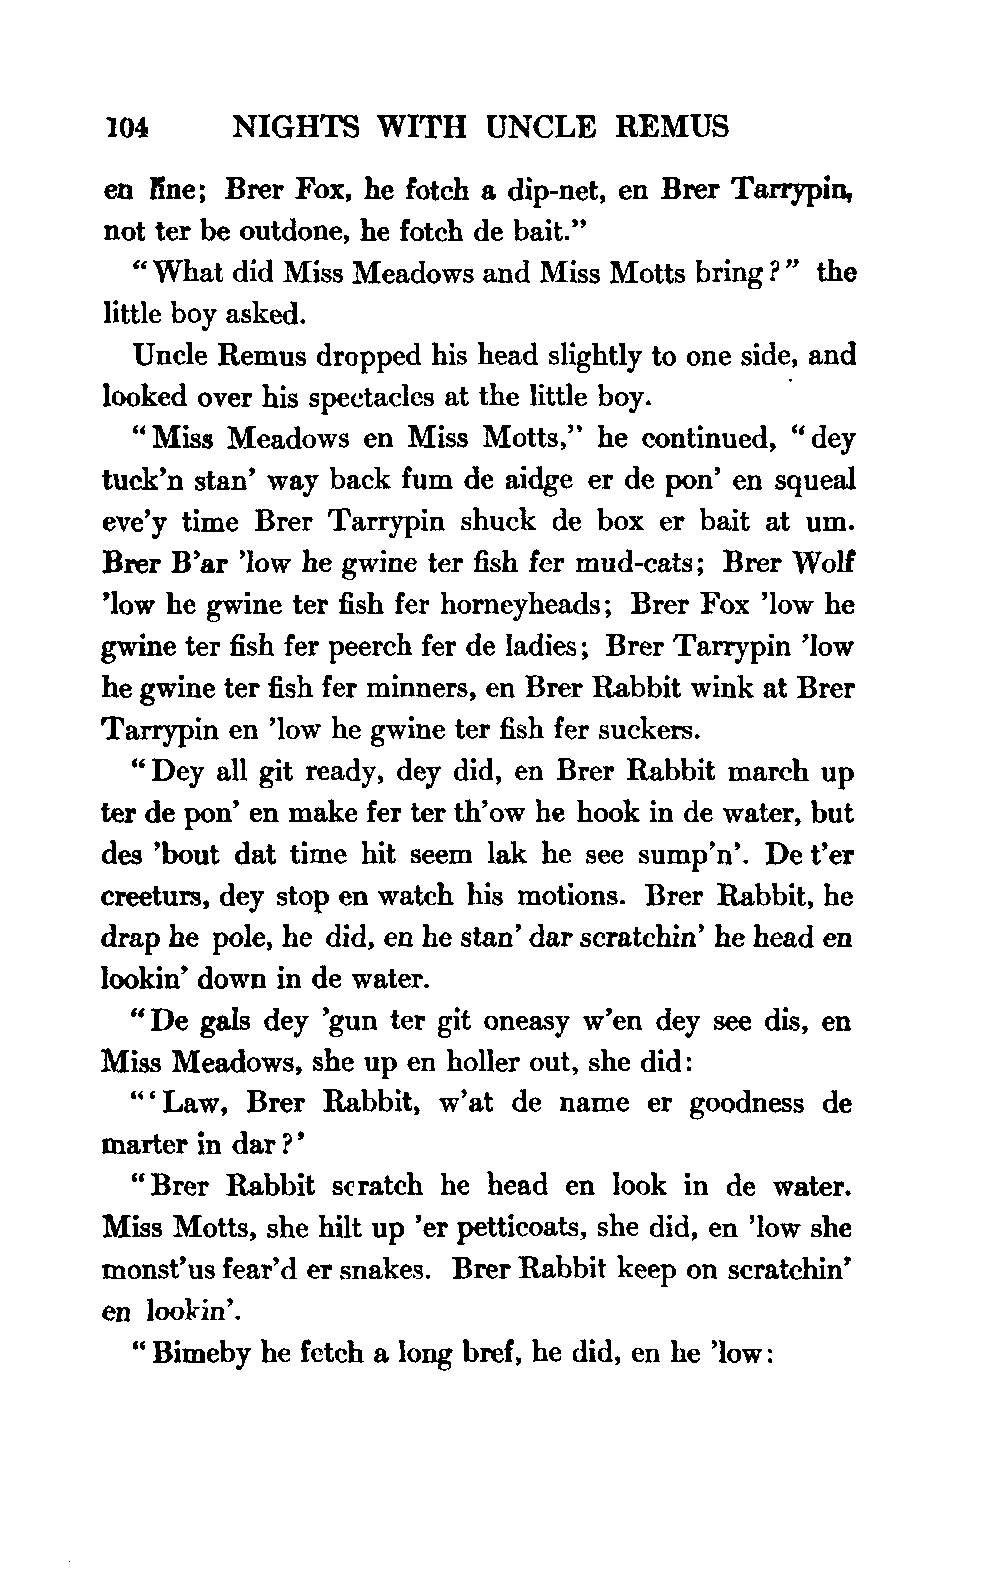 104 NIGHTS WITH UNCLE REMUS
en line; Brer Fox, he fotch a dip-net, en Brer Tarrypin,
not ter be outdone, he fotch de bait.”
“What did Miss Meadows and Miss Motts bring?” the
little boy asked.
Uncle Remus dropped his head slightly to one side, and
looked over his spectacles at the little boy.
“Miss Meadows en Miss Motts,” he continued, “dey
tuck’n stan’ way back fum de aidge er de pon’ en squeal
eve’y time Brer Tarrypin shuck de box er bait at um.
Brer B’ar ’low he gwine ter fish fer mud-cats; Brer Wolf
’low he gwine ter fish fer horneyheads; Brer Fox ’low he
gwine ter fish fer peerch fer de ladies; Brer Tarrypin ’low
he gwine ter fish fer minners, en Brer Rabbit wink at Brer
Tarrypin en ’low he gwine ter fish fer suckers.
“Dey all git ready, dey did, en Brer Rabbit march up
ter de pon’ en make fer ter th’ow he hook in de water, but
des ’bout dat time hit seem lak he see sump’n’. De t’er
creeturs, dey stop en watch his motions. Brer Rabbit, he
drap he pole, he did, en he stan’ dar scratchin’ he head en
lookin’ down in de water.
“De gals dey ’gun ter git oneasy w’en dey see dis, en
Miss Meadows, she up en holler out, she did:
“‘Law, Brer Rabbit, w’at de name er goodness de
marter in dar?’
“Brer Rabbit scratch he head en look in de water.
Miss Motts, she hilt up ’er petticoats, she did, en ’low she
monst’us fear’d er snakes. Brer Rabbit keep on scratchin’
en lookin’.
“Bimeby he fetch a long bref, he did, en he ’low: